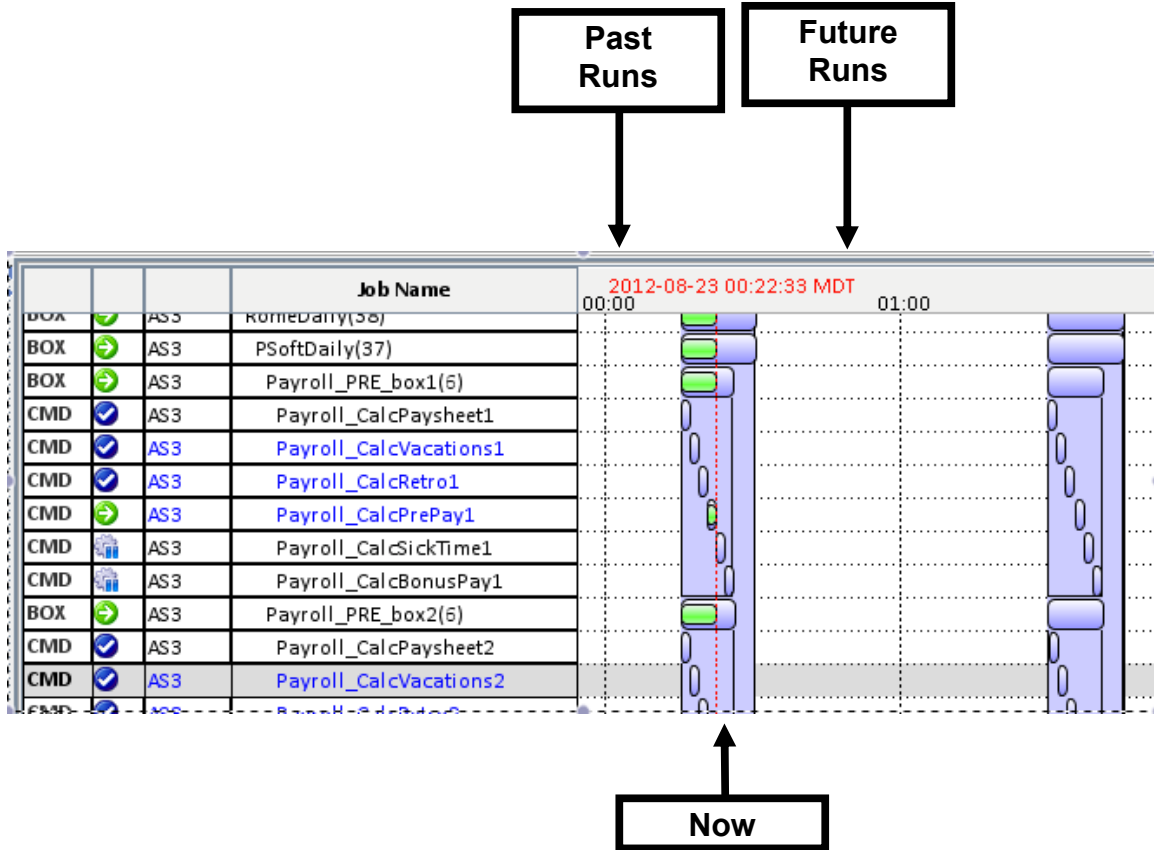 Past
Runs
Future
Runs
Job Name
2012-08-23 00:22:33 MDT
00:00 01:00
BOX AS3 RomeDaily(38)
BOX AS3 PSoftDaily(37)
BOX AS3 Payroll_PRE_box1(6)
CMD AS3 Payroll_CalcPaysheet1
CMD AS3 Payroll_CalcVacations1
CMD AS3 Payroll_CalcRetro1
CMD AS3 Payroll_CalcPrePay1
CMD AS3 Payroll_CalcSickTime1
CMD AS3 Payroll_CalcBonusPay1
BOX AS3 Payroll_PRE_box2(6)
CMD AS3 Payroll_CalcPaysheet2
CMD AS3 Payroll_CalcVacations2
Now